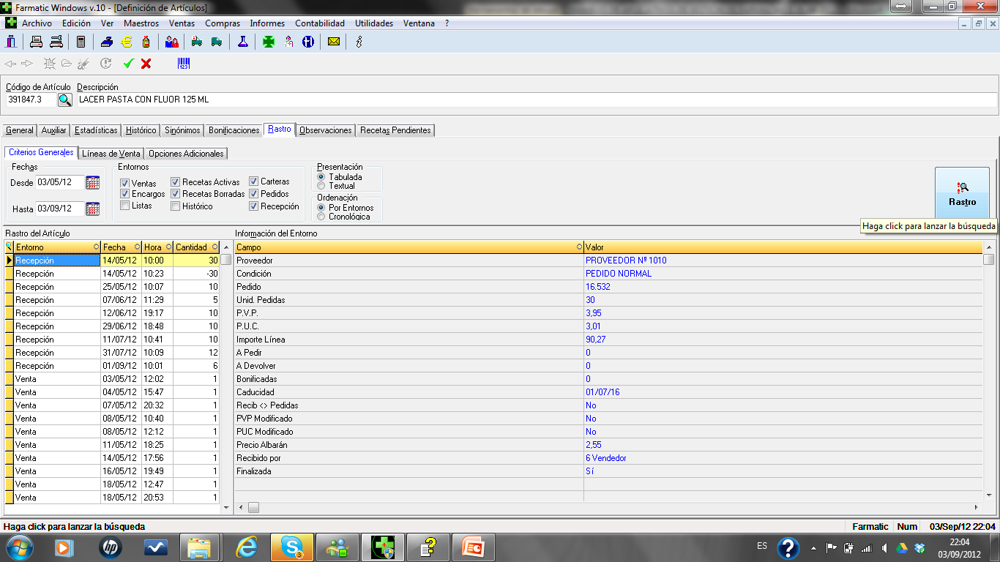 Farmatic Windows v.10 - [Definición de Artículos]
Archivo Edición Ver Maestros Ventas Compras Informes Contabilidad Utilidades Ventana ?
Código de Artículo Descripción
391847.3 LACER PASTA CON FLUOR 125 ML
General Auxiliar Estadísticas Histórico Sinónimos Bonificaciones Rastro Observaciones Recetas Pendientes
Criterios Generales Líneas de Venta Opciones Adicionales
Fechas Entornos Presentación
Desde 03/05/12 Ventas Recetas Activas Carteras Tabulada
Encargos Recetas Borradas Pedidos Textual
Hasta 03/09/12 Listas Histórico Recepción Ordenación
Por Entornos
Cronológica
Rastro
Haga click para lanzar la búsqueda
Rastro del Artículo Información del Entorno
Entorno Fecha Hora Cantidad Campo Valor
Recepción 14/05/12 10:00 30 Proveedor PROVEEDOR Nº 1010
Recepción 14/05/12 10:23 -30 Condición PEDIDO NORMAL
Recepción 25/05/12 10:07 10 Pedido 16.532
Recepción 07/06/12 11:29 5 Unid. Pedidas 30
Recepción 12/06/12 19:17 10 P.V.P. 3,95
Recepción 29/06/12 18:48 10 P.U.C. 3,01
Recepción 11/07/12 10:41 10 Importe Línea 90,27
Recepción 31/07/12 10:09 12 A Pedir 0
Recepción 01/09/12 10:01 6 A Devolver 0
Venta 03/05/12 12:02 1 Bonificadas 0
Venta 04/05/12 15:47 1 Caducidad 01/07/16
Venta 07/05/12 20:32 1 Recib <> Pedidas No
Venta 08/05/12 10:40 1 PVP Modificado No
Venta 08/05/12 12:12 1 PUC Modificado No
Venta 11/05/12 18:25 1 Precio Albarán 2,55
Venta 14/05/12 17:56 1 Recibido por 6 Vendedor
Venta 16/05/12 19:49 1 Finalizada Sí
Venta 18/05/12 12:47 1
Venta 18/05/12 20:53 1
Haga click para lanzar la búsqueda Farmatic Num 03/Sep/12 22:04
ES 22:04
03/09/2012